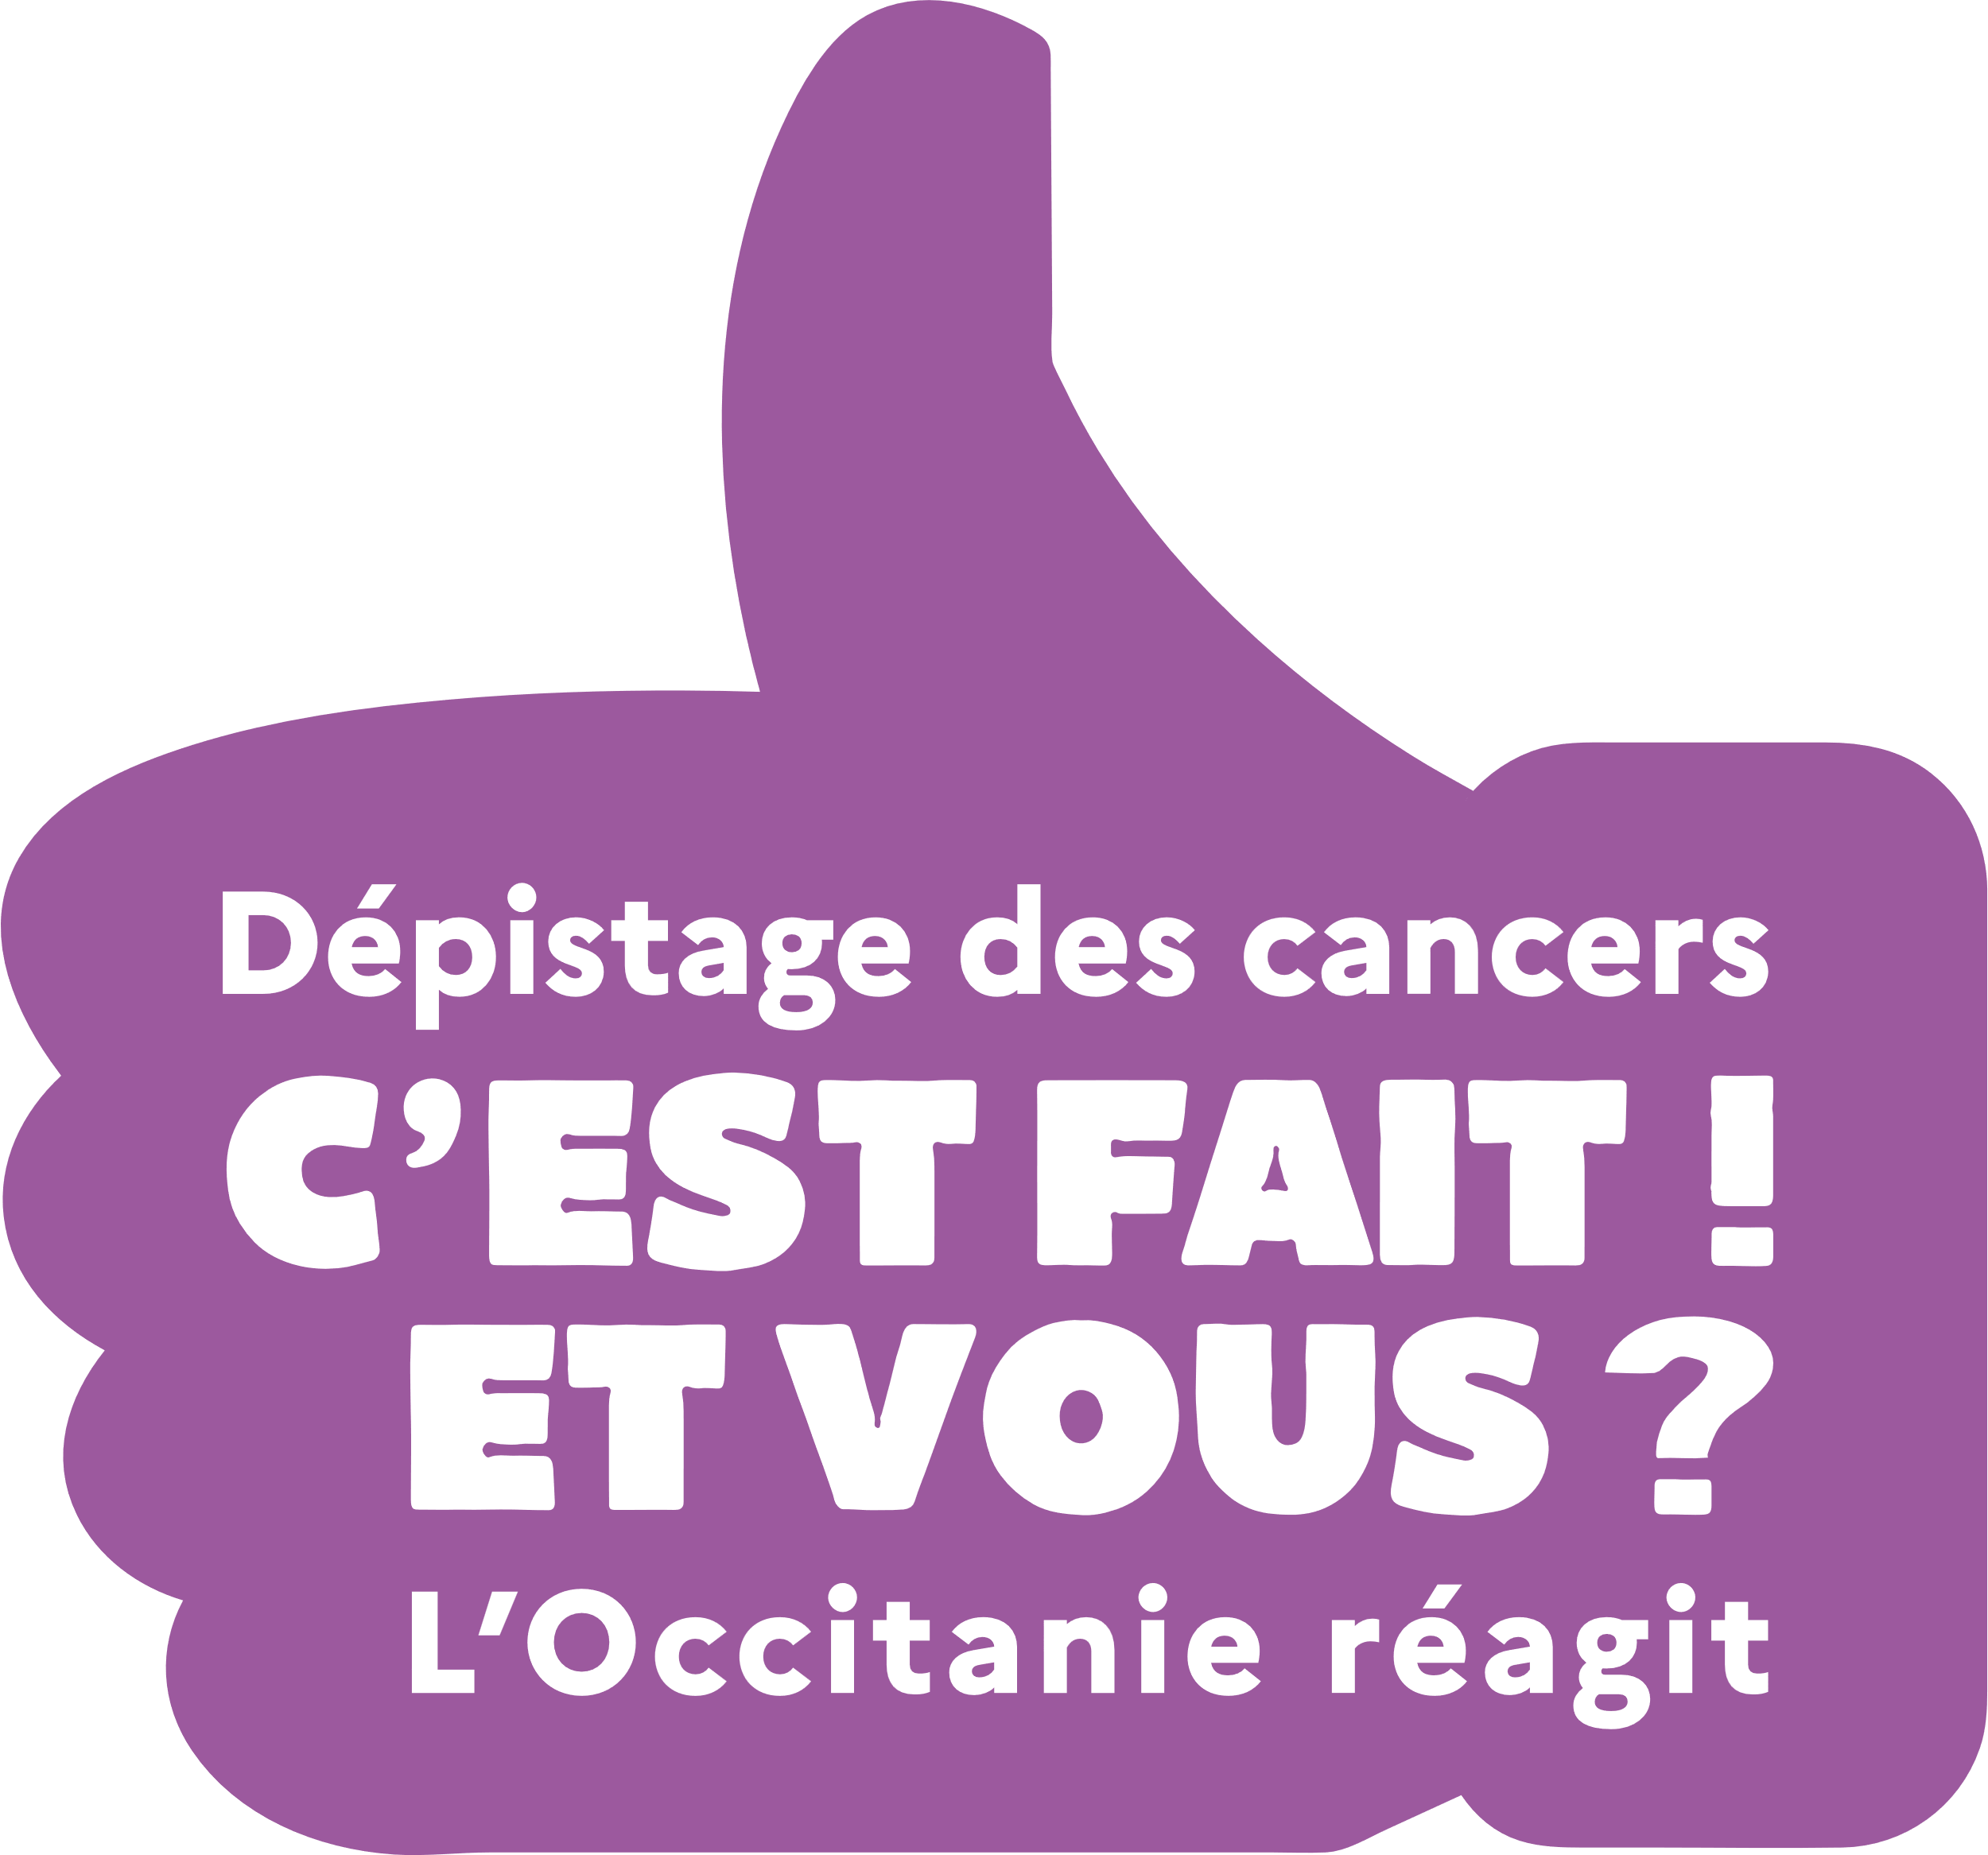 Dépistage des cancers
C’EST FAIT !
ET VOUS ?
L’Occitanie réagit